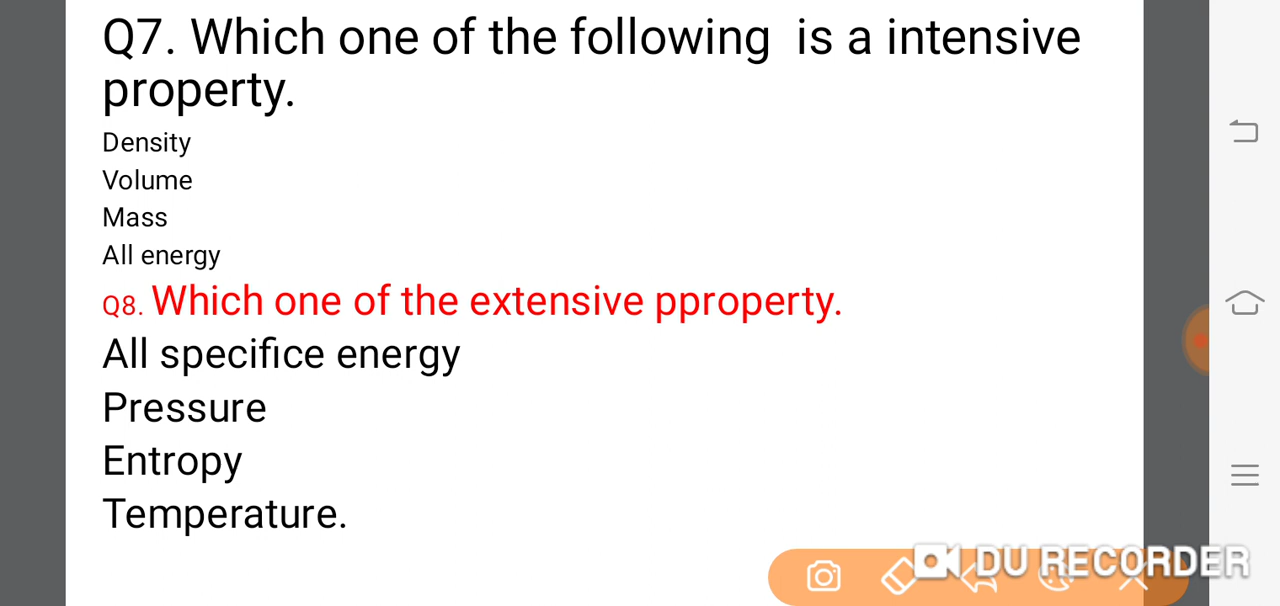 Q7. Which one of the following  is a intensive
property.
Density
Volume
Mass
All energy
Q8. Which one of the extensive pproperty.
All specifice energy
Pressure
Entropy
Temperature.
DU RECORDER